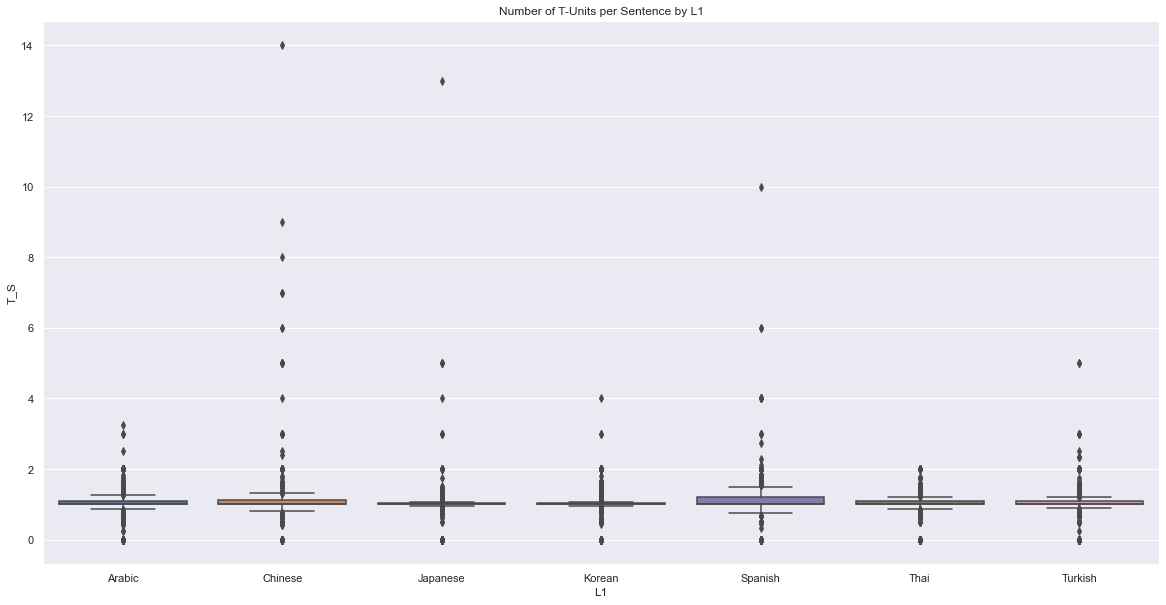 Number of T-Units per Sentence by L1
14
12
10
8
6
4
2
0
T_S
Arabic Chinese Japanese Korean Spanish Thai Turkish
L1